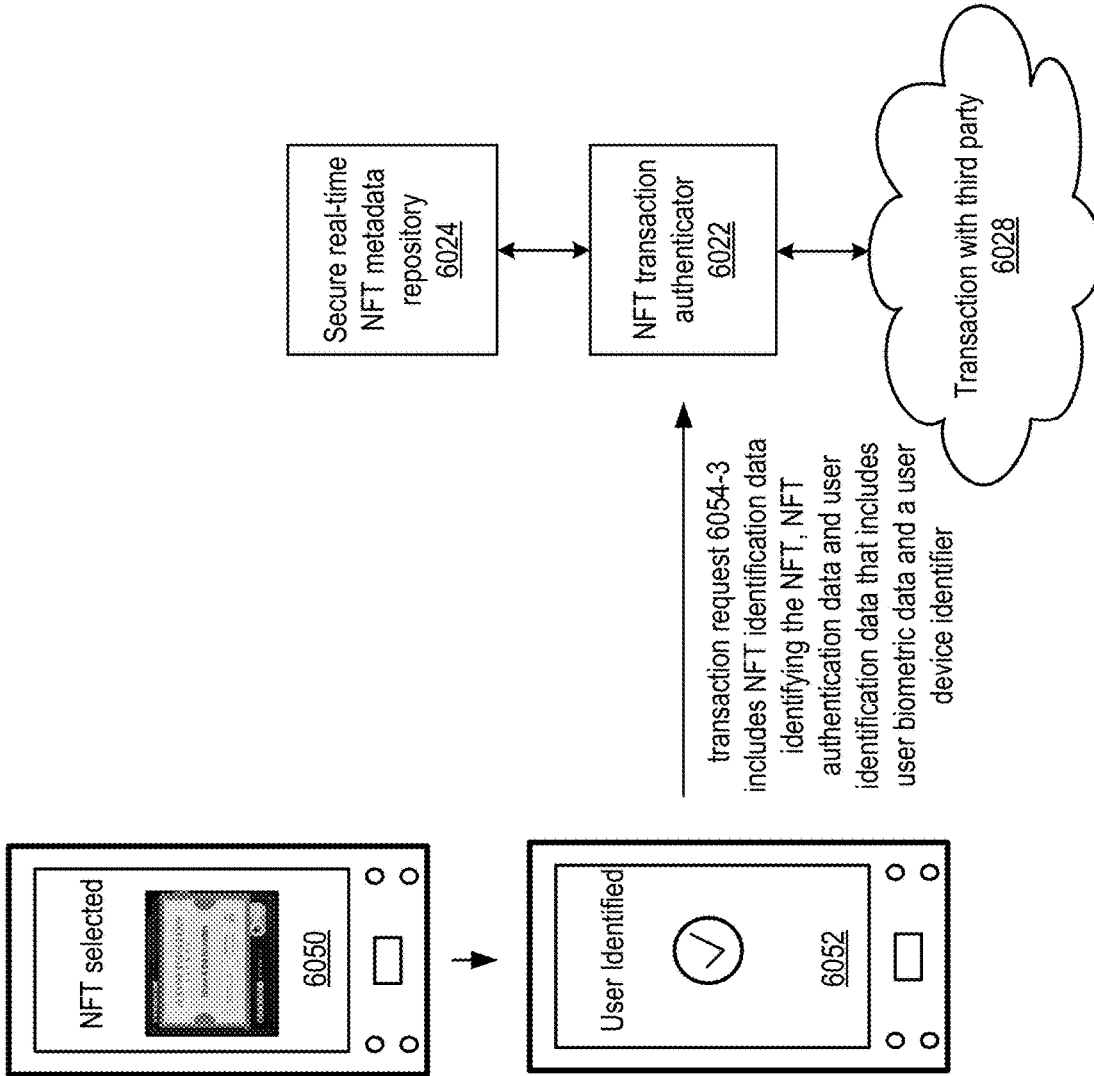 NFT selected
6050
User Identified
6052
transaction request 6054-3
includes NFT identification data
identifying the NFT, NFT
authentication data and user
identification data that includes
user biometric data and a user
device identifier
Secure real-time
NFT metadata
repository
6024
NFT transaction
authenticator
6022
Transaction with third party
6028